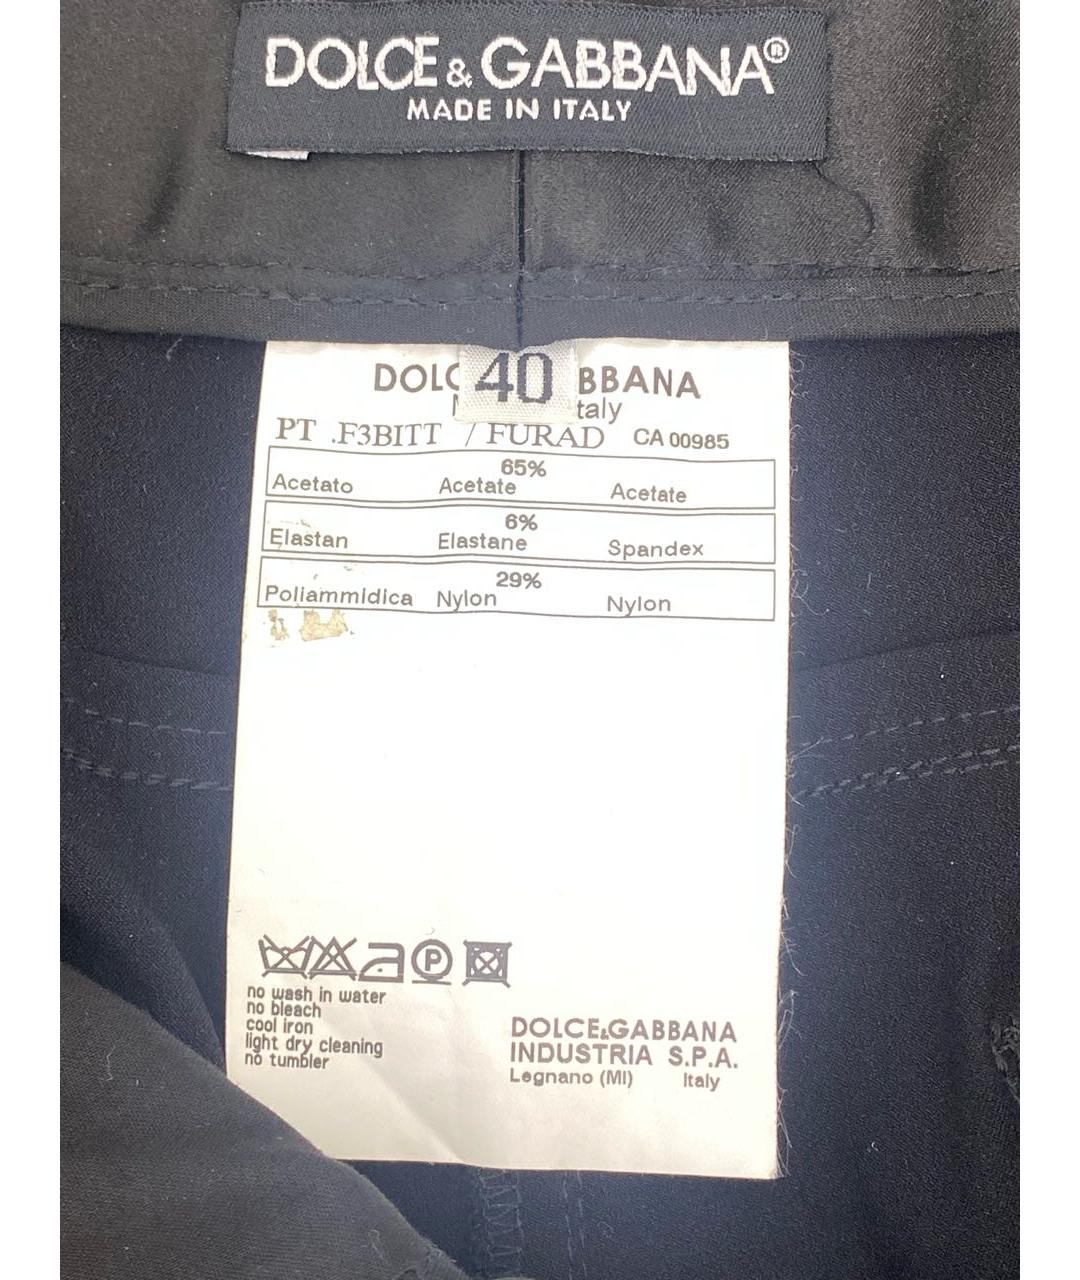 DOLCE & GABBANA®
MADE IN ITALY
40
DOLC BBANA
taly
PT .F3BITT / FURAD CA 00985
65%
Acetato Acetate Acetate
6%
Elastan Elastane Spandex
29%
Poliammidica Nylon Nylon
P
no wash in water
no bleach
cool iron
light dry cleaning
no tumbler
DOLCE&GABBANA
INDUSTRIA S.P.A.
Legnano (MI) Italy